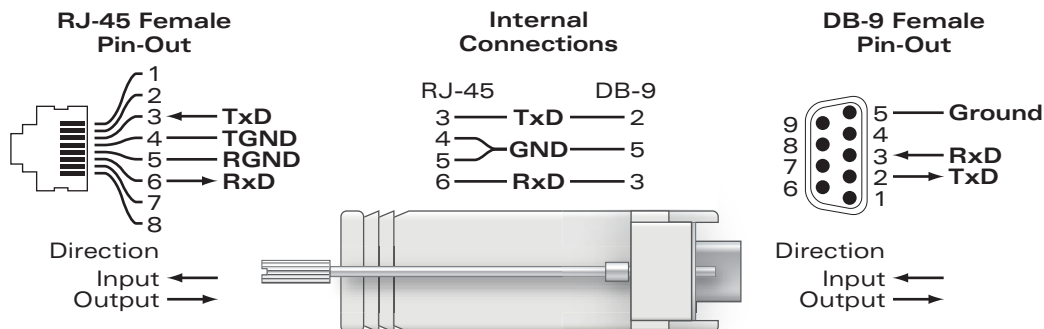 RJ-45 Female
Pin-Out
1
2
3 TxD
4 TGND
5 RGND
6 RxD
7
8
Direction
Input
Output
Internal
Connections
RJ-45 DB-9
3 TxD 2
4
5
GND 5
6 RxD 3
DB-9 Female
Pin-Out
9
8
7
6
5 Ground
4
3 RxD
2 TxD
1
Direction
Input
Output